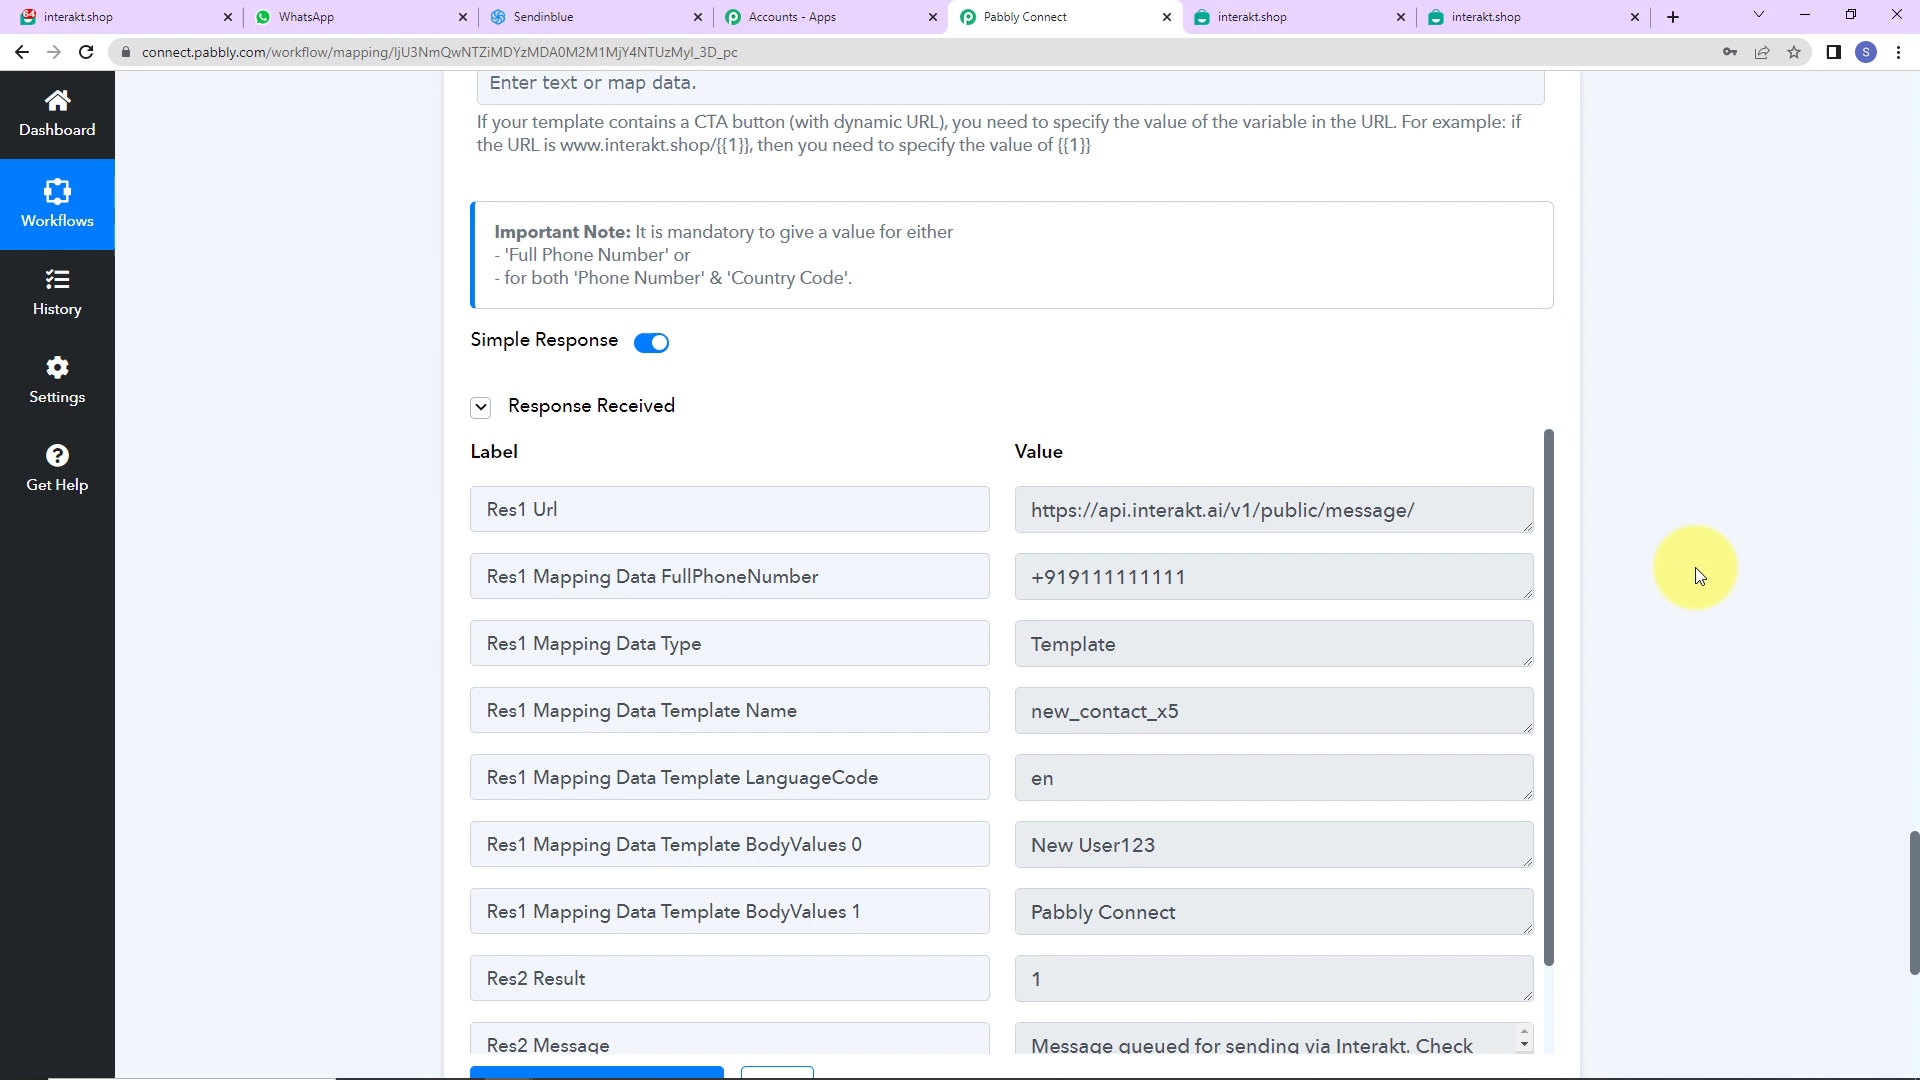 64 interakt.shop
WhatsApp
Sendinblue
Accounts - Apps
Pabbly Connect
interakt.shop
interakt.shop
connect.pabbly.com/workflow/mapping/IjU3NmQwNTZiMDYzMDA0M2M1MjY4NTUzMyI_3D_pc
S
Dashboard
Workflows
History
Settings
Get Help
Enter text or map data.
If your template contains a CTA button (with dynamic URL), you need to specify the value of the variable in the URL. For example: if
the URL is www.interakt.shop/{{1}}, then you need to specify the value of {{1}}
Important Note: It is mandatory to give a value for either
- 'Full Phone Number' or
- for both 'Phone Number' & 'Country Code'.
Simple Response
Response Received
Label Value
Res1 Url https://api.interakt.ai/v1/public/message/
Res1 Mapping Data FullPhoneNumber +919111111111
Res1 Mapping Data Type Template
Res1 Mapping Data Template Name new_contact_x5
Res1 Mapping Data Template LanguageCode en
Res1 Mapping Data Template BodyValues 0 New User123
Res1 Mapping Data Template BodyValues 1 Pabbly Connect
Res2 Result 1
Res2 Message Message queued for sending via Interakt. Check